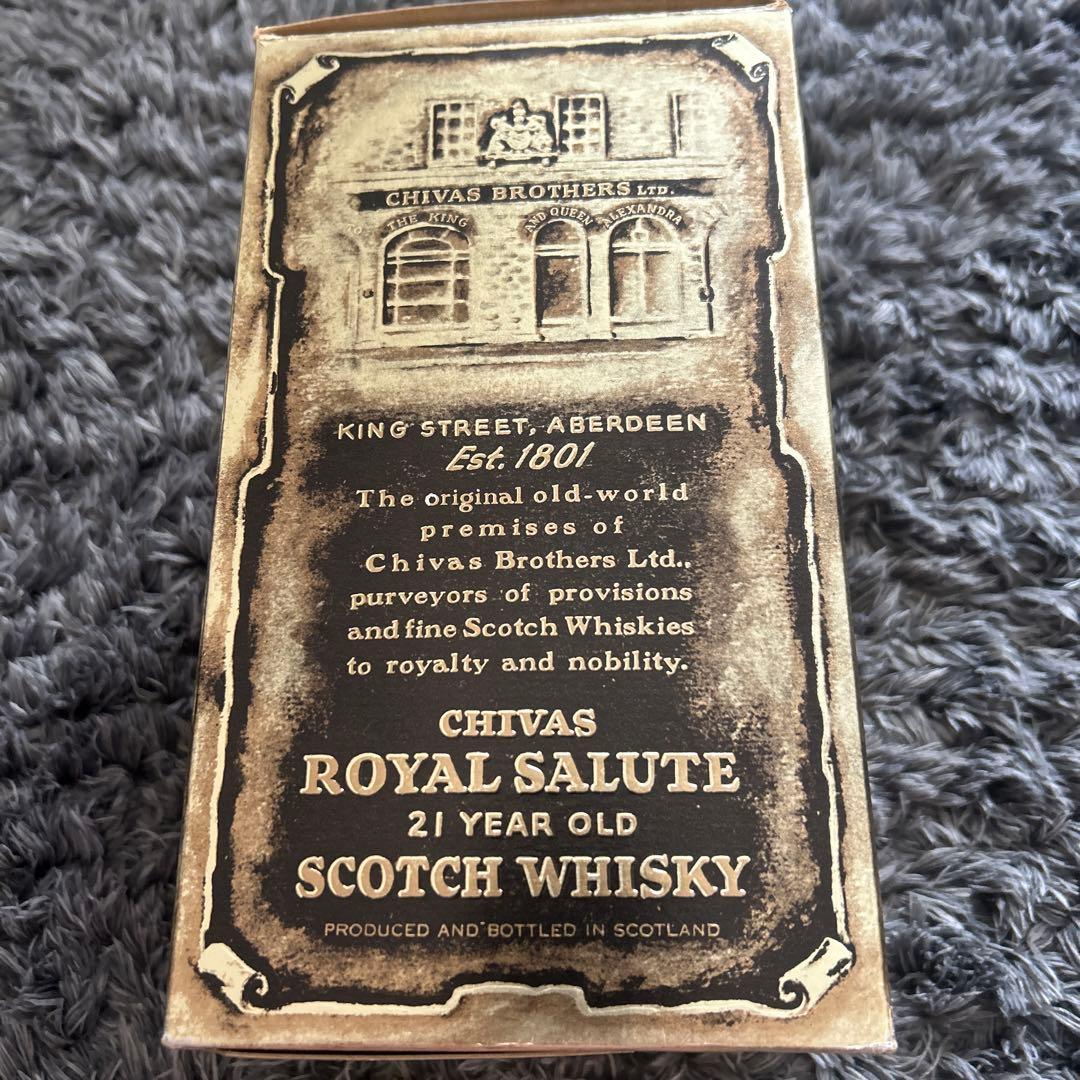 CHIVAS BROTHERS LTD.
THE KING AND QUEEN ALEXANDRA
KING STREET, ABERDEEN
Est. 1801
The original old-world
premises of
Chivas Brothers Ltd.,
purveyors of provisions
and fine Scotch Whiskies
to royalty and nobility.
CHIVAS
ROYAL SALUTE
21 YEAR OLD
SCOTCH WHISKY
PRODUCED AND BOTTLED IN SCOTLAND